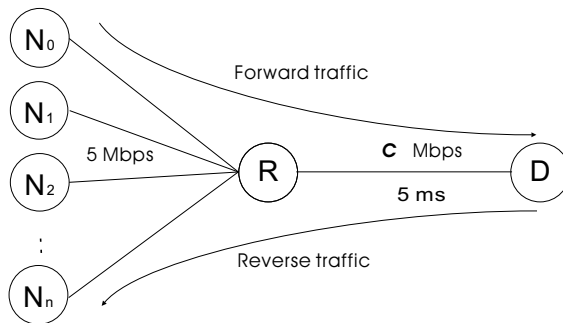 N0
Forward traffic
N1
5 Mbps
C Mbps
R
D
N2
5 ms
⋮
Reverse traffic
Nn